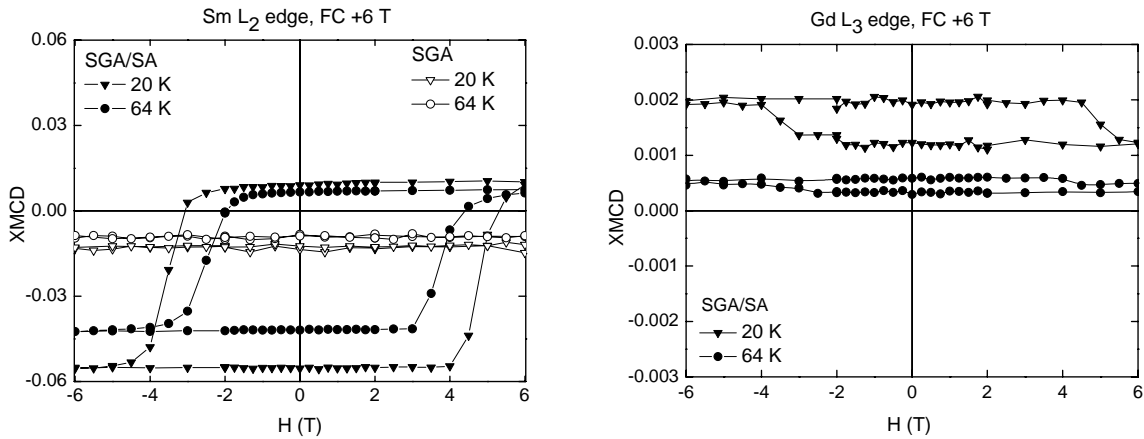 Sm L2 edge, FC +6 T
0.06
0.03
0.00
-0.03
-0.06
XMCD
SGA/SA
20 K
64 K
SGA
20 K
64 K
-6 -4 -2 0 2 4 6
H (T)
Gd L3 edge, FC +6 T
0.003
0.002
0.001
0.000
-0.001
-0.002
-0.003
XMCD
SGA/SA
20 K
64 K
-6 -4 -2 0 2 4 6
H (T)